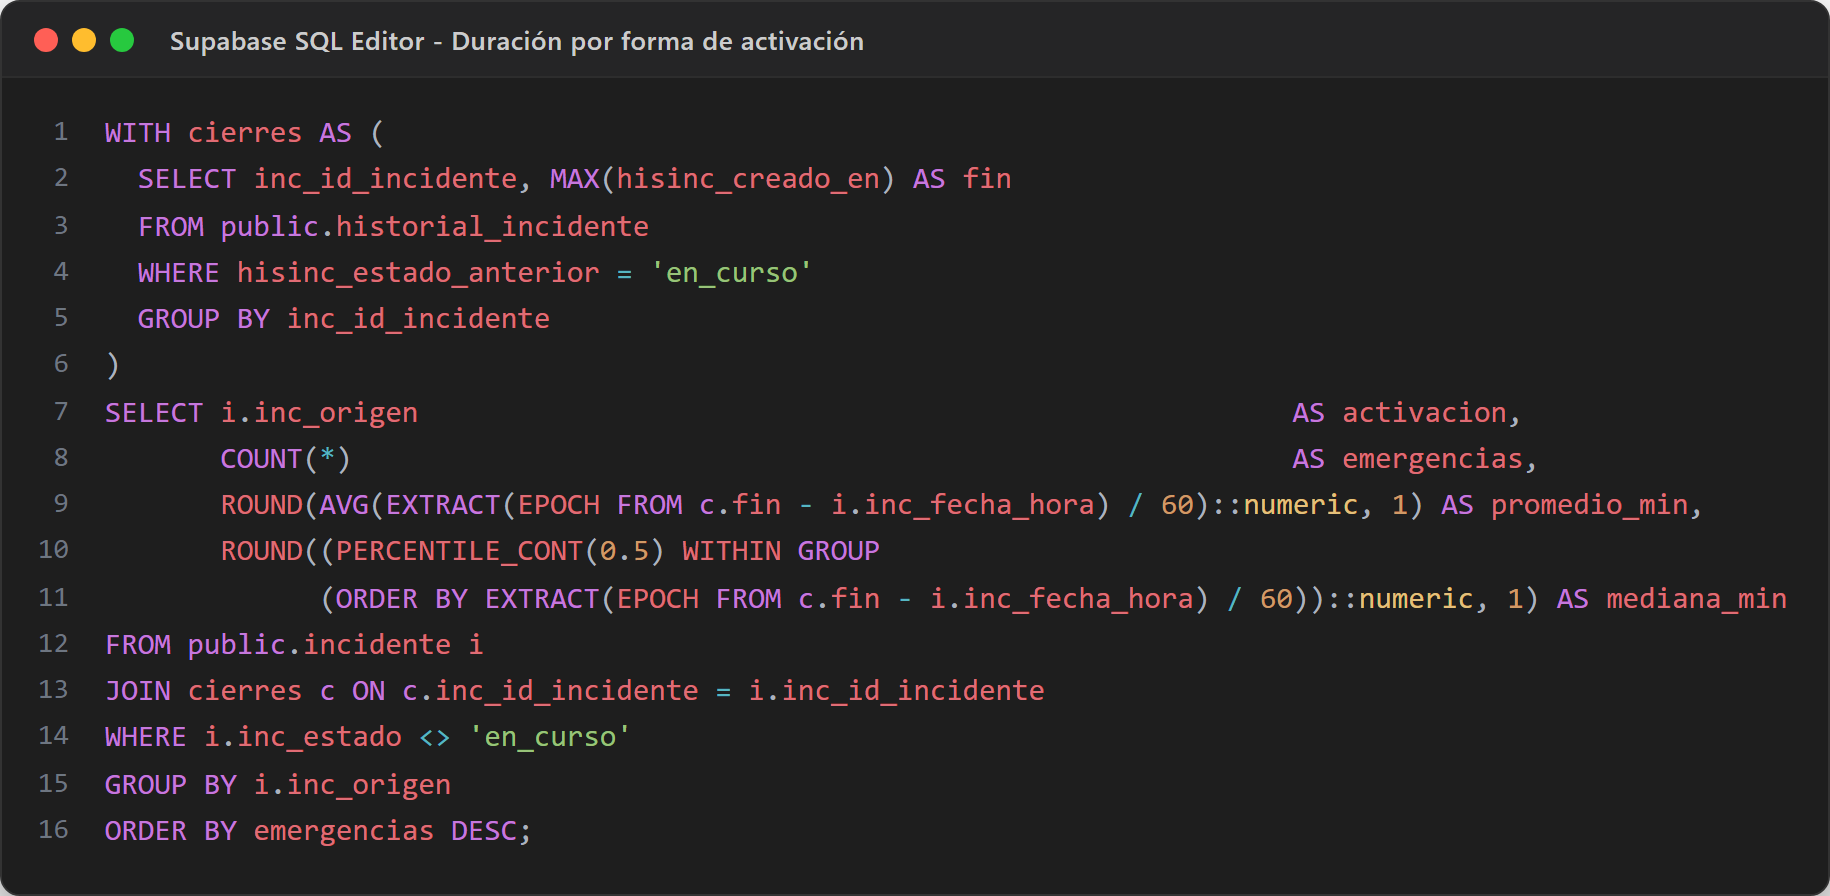 Supabase SQL Editor - Duración por forma de activación
1 WITH cierres AS (
2   SELECT inc_id_incidente, MAX(hisinc_creado_en) AS fin
3   FROM public.historial_incidente
4   WHERE hisinc_estado_anterior = 'en_curso'
5   GROUP BY inc_id_incidente
6 )
7 SELECT i.inc_origen                                                     AS activacion,
8        COUNT(*)                                                         AS emergencias,
9        ROUND(AVG(EXTRACT(EPOCH FROM c.fin - i.inc_fecha_hora) / 60)::numeric, 1) AS promedio_min,
10        ROUND((PERCENTILE_CONT(0.5) WITHIN GROUP
11              (ORDER BY EXTRACT(EPOCH FROM c.fin - i.inc_fecha_hora) / 60))::numeric, 1) AS mediana_min
12 FROM public.incidente i
13 JOIN cierres c ON c.inc_id_incidente = i.inc_id_incidente
14 WHERE i.inc_estado <> 'en_curso'
15 GROUP BY i.inc_origen
16 ORDER BY emergencias DESC;